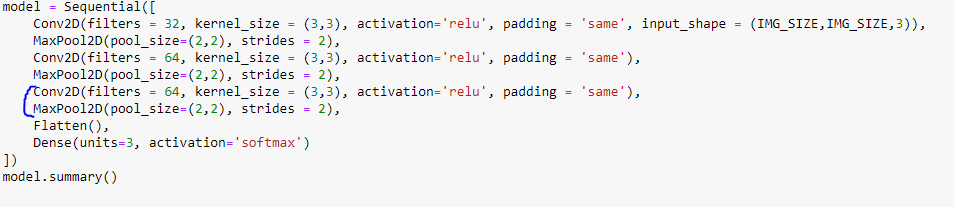 model = Sequential([
    Conv2D(filters = 32, kernel_size = (3,3), activation='relu', padding = 'same', input_shape = (IMG_SIZE,IMG_SIZE,3)),
    MaxPool2D(pool_size=(2,2), strides = 2),
    Conv2D(filters = 64, kernel_size = (3,3), activation='relu', padding = 'same'),
    MaxPool2D(pool_size=(2,2), strides = 2),
    Conv2D(filters = 64, kernel_size = (3,3), activation='relu', padding = 'same'),
    MaxPool2D(pool_size=(2,2), strides = 2),
    Flatten(),
    Dense(units=3, activation='softmax')
])
model.summary()